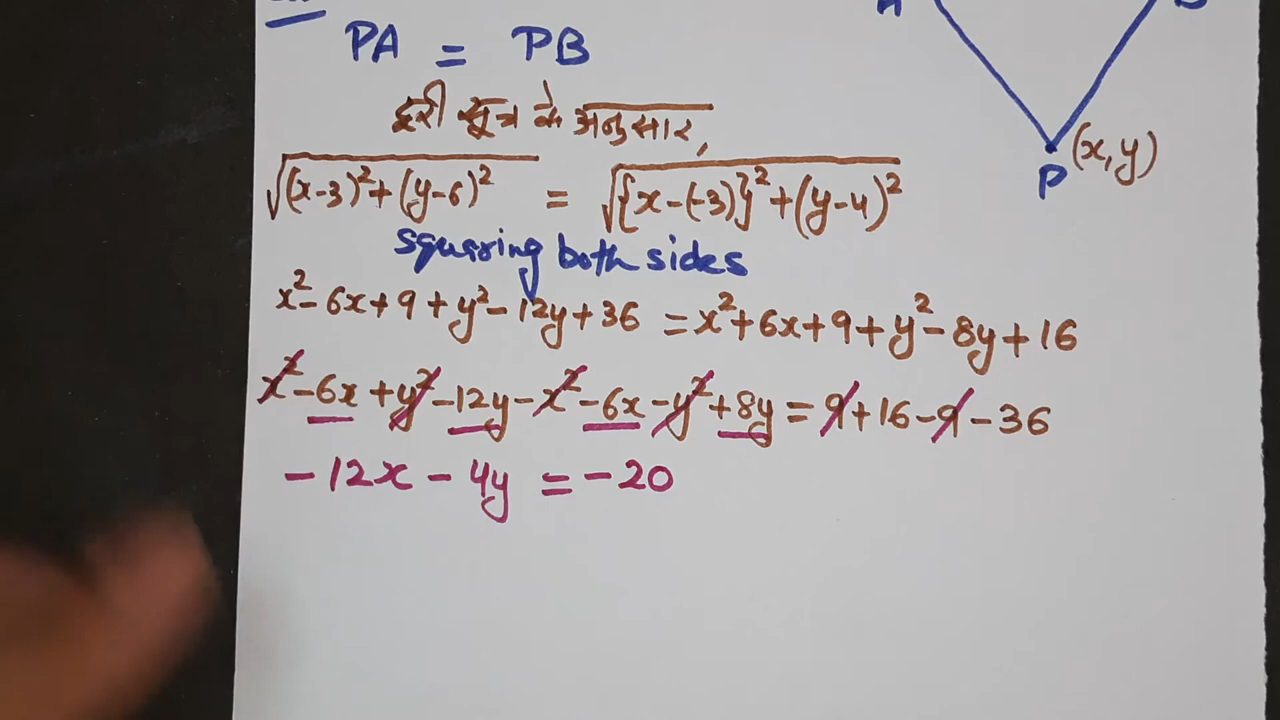 PA = PB
दूरी सूत्र के अनुसार,
√(x-3)²+(y-6)² = √{x-(-3)}²+(y-4)²
(x,y)
P
squaring both sides
x²-6x+9+y²-12y+36 = x²+6x+9+y²-8y+16
x²-6x+y²-12y-x²-6x-y²+8y = 9+16-9-36
-12x-4y = -20